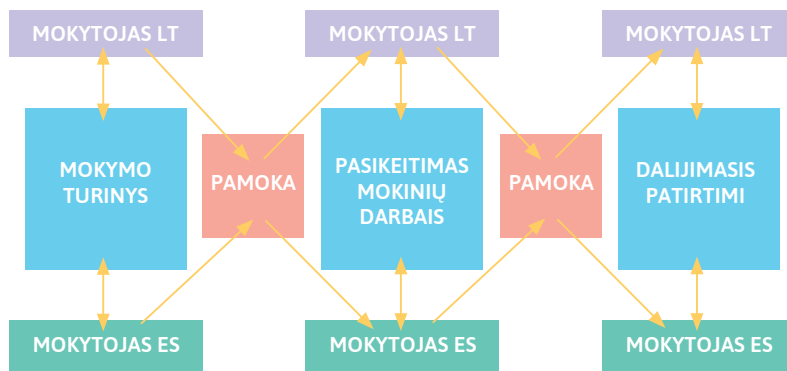 MOKYTOJAS LT
MOKYTOJAS LT
MOKYTOJAS LT
MOKYMO
TURINYS
PAMOKA
PASIKEITIMAS
MOKINIŲ
DARBAIS
PAMOKA
DALIJIMASIS
PATIRTIMI
MOKYTOJAS ES
MOKYTOJAS ES
MOKYTOJAS ES